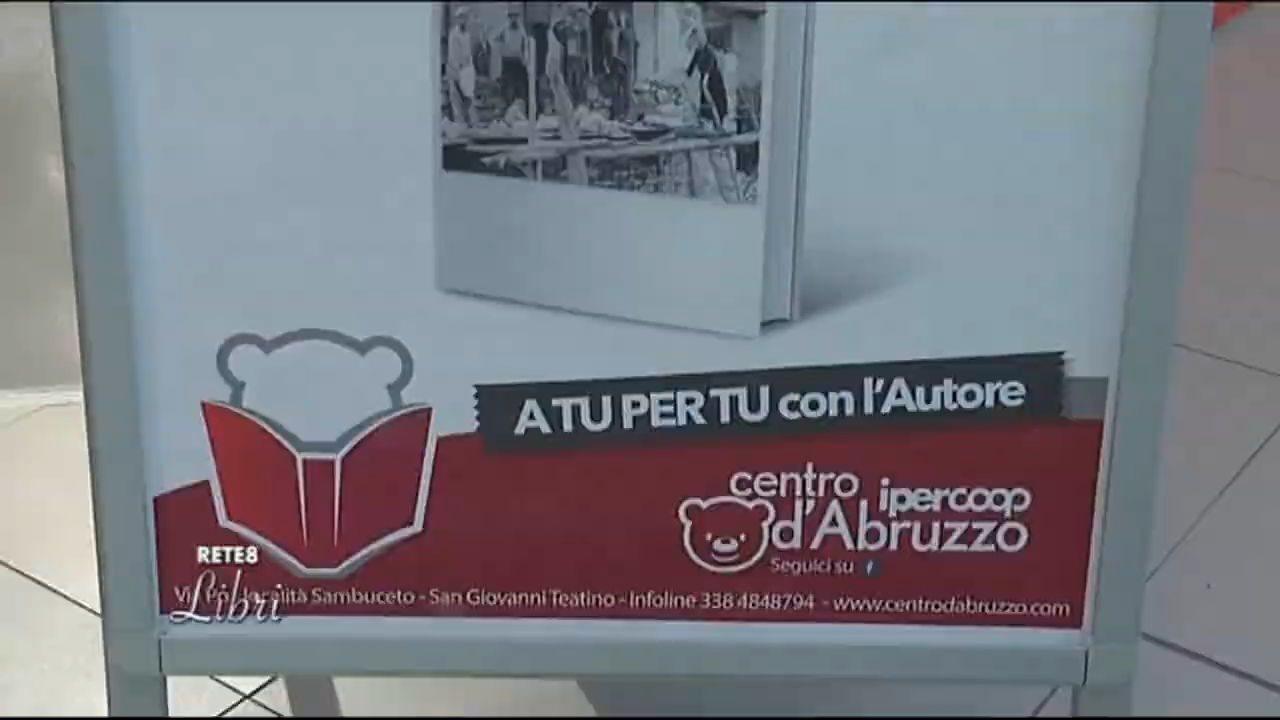 A TU PER TU con l'Autore
centro ipercoop
d'Abruzzo
Seguici su f
RETE8
Libri
Sambuceto - San Giovanni Teatino - Infoline 338 4848794 - www.centrodabruzzo.com